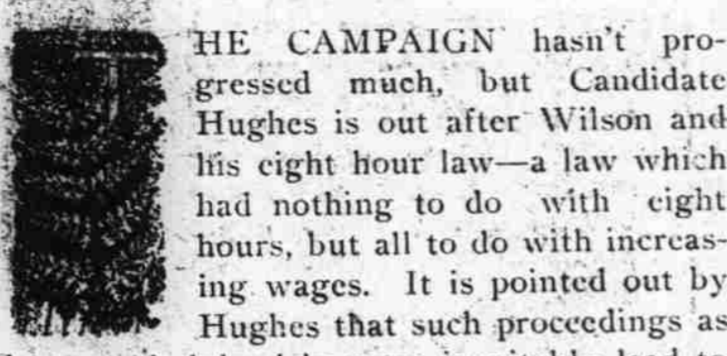 THE CAMPAIGN hasn't pro-
gressed much, but Candidate
Hughes is out after Wilson and
his eight hour law—a law which
had nothing to do with eight
hours, but all to do with increas-
ing wages. It is pointed out by
Hughes that such proceedings as